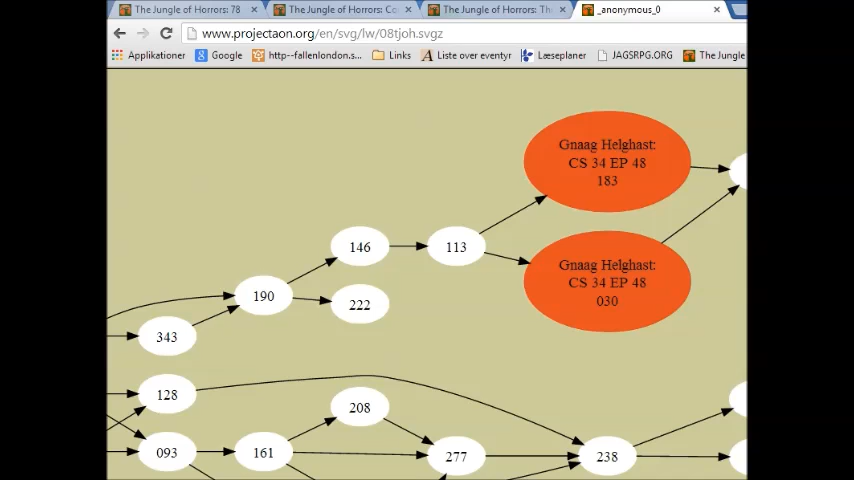 The Jungle of Horrors: 78
The Jungle of Horrors: Co
The Jungle of Horrors: Th
_anonymous_0
www.projectaon.org/en/svg/lw/08tjoh.svgz
Applikationer
Google
http--fallenlondon.s...
Links
Liste over eventyr
Læseplaner
JAGSRPG.ORG
The Jungle
Gnaag Helghast:
CS 34 EP 48
183
146
113
Gnaag Helghast:
CS 34 EP 48
030
190
222
343
128
208
093
161
277
238